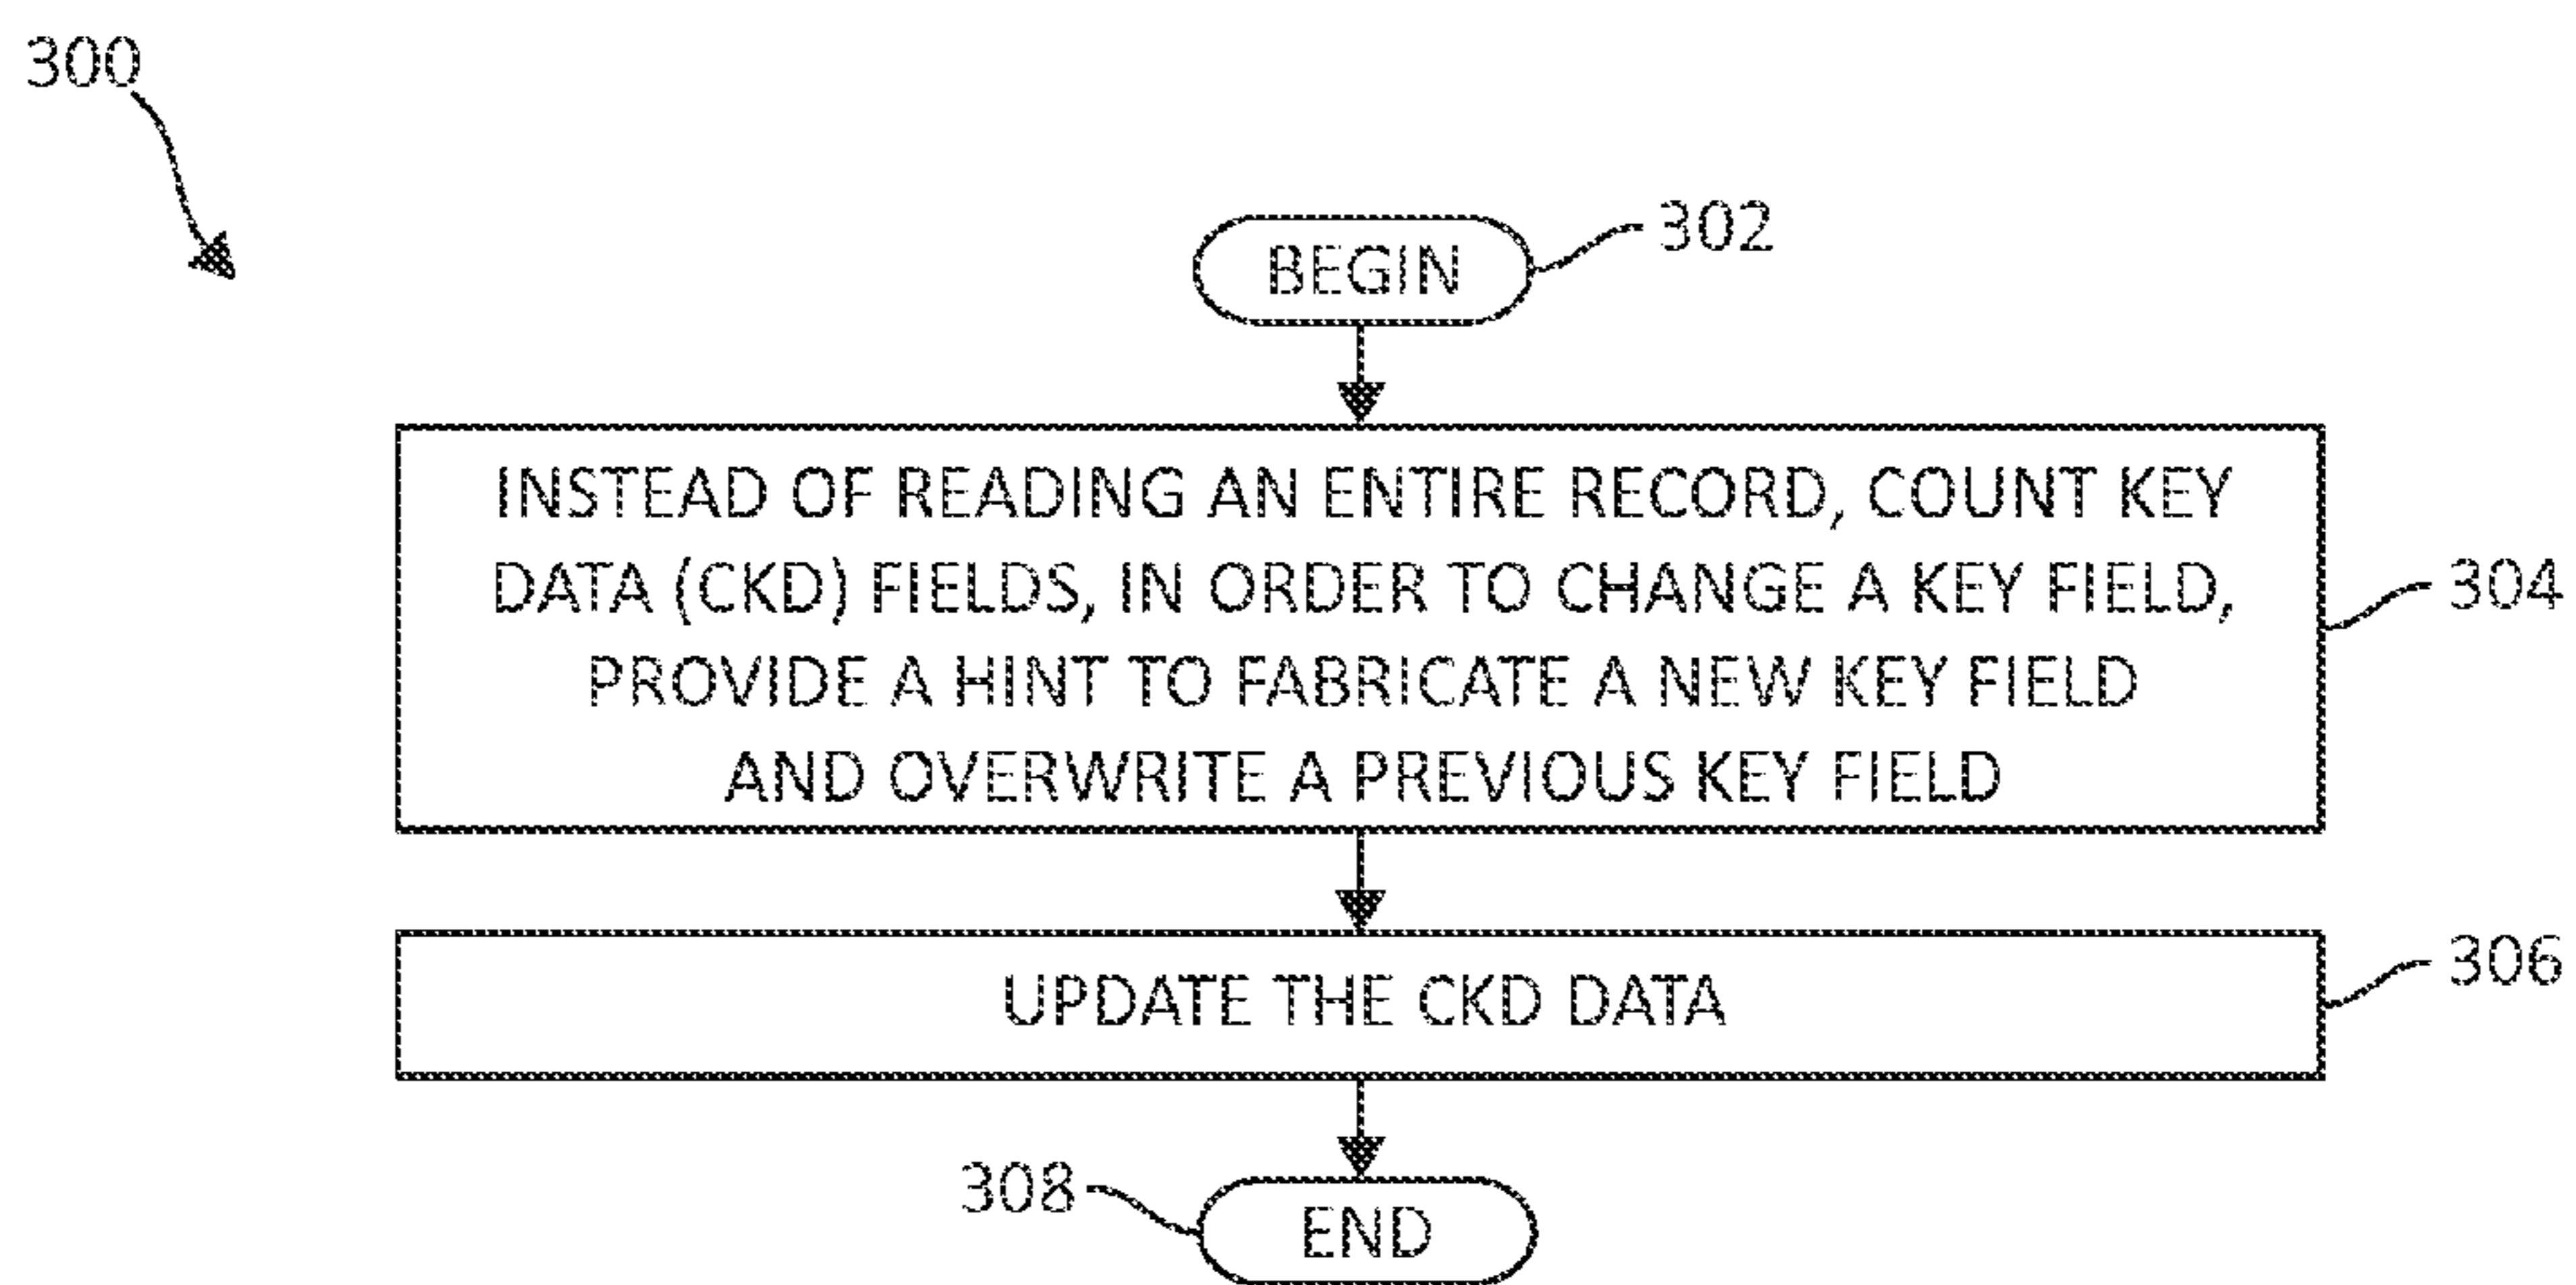 300
BEGIN
302
INSTEAD OF READING AN ENTIRE RECORD, COUNT KEY
DATA (CKD) FIELDS, IN ORDER TO CHANGE A KEY FIELD,
PROVIDE A HINT TO FABRICATE A NEW KEY FIELD
AND OVERWRITE A PREVIOUS KEY FIELD
304
UPDATE THE CKD DATA
306
308
END